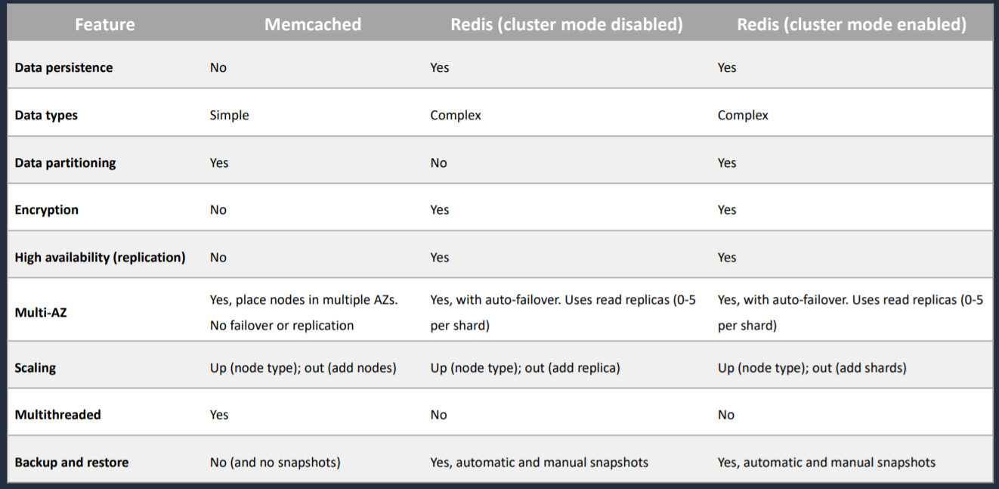 Feature Memcached Redis (cluster mode disabled) Redis (cluster mode enabled)
Data persistence No Yes Yes
Data types Simple Complex Complex
Data partitioning Yes No Yes
Encryption No Yes Yes
High availability (replication) No Yes Yes
Multi-AZ Yes, place nodes in multiple AZs. No failover or replication Yes, with auto-failover. Uses read replicas (0-5 per shard) Yes, with auto-failover. Uses read replicas (0-5 per shard)
Scaling Up (node type); out (add nodes) Up (node type); out (add replica) Up (node type); out (add shards)
Multithreaded Yes No No
Backup and restore No (and no snapshots) Yes, automatic and manual snapshots Yes, automatic and manual snapshots